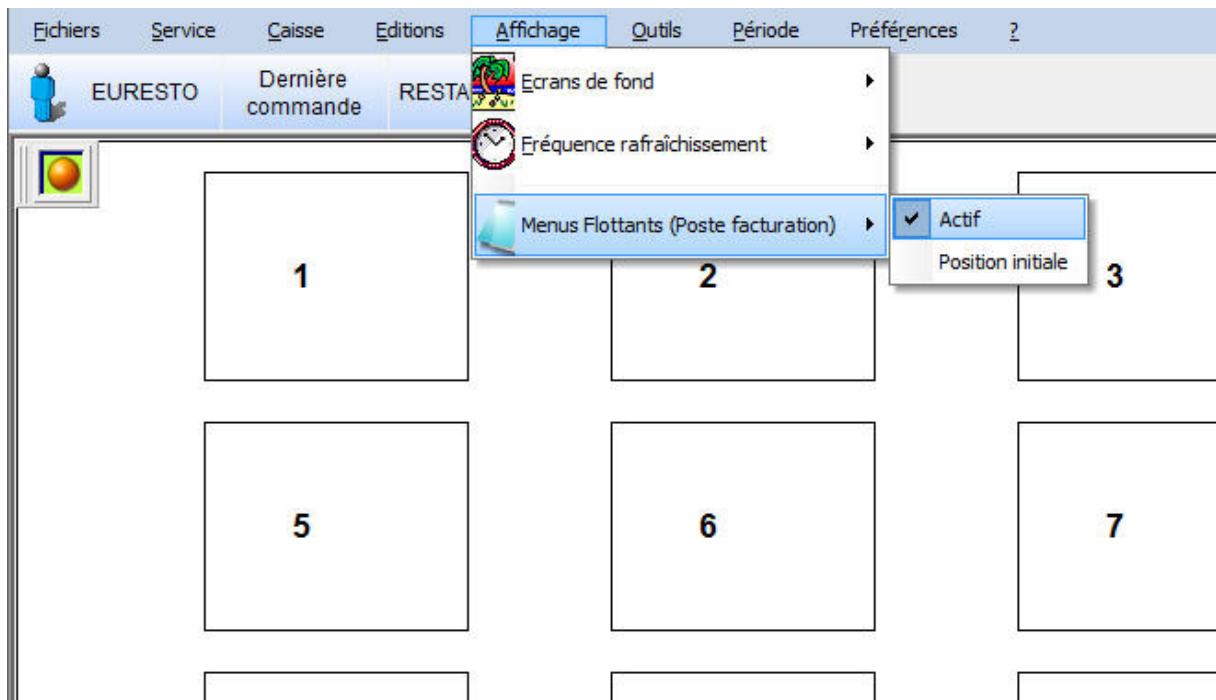 Fichiers Service Caisse Editions Affichage Outils Période Préférences ?
EURESTO
Dernière
commande
RESTA
Ecrans de fond
Fréquence rafraîchissement
Menus Flottants (Poste facturation)
Actif
Position initiale
1
2
3
5
6
7